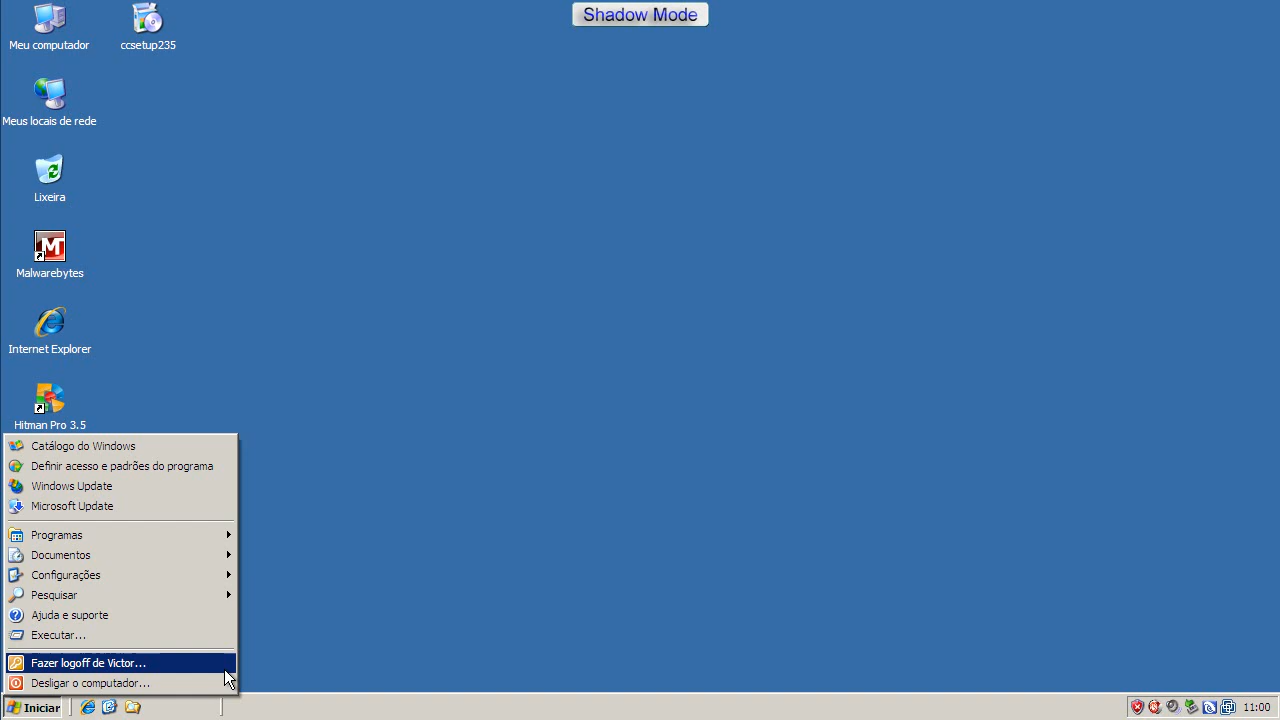 Shadow Mode
Meu computador
ccsetup235
Meus locais de rede
Lixeira
Malwarebytes
Internet Explorer
Hitman Pro 3.5
Catálogo do Windows
Definir acesso e padrões do programa
Windows Update
Microsoft Update
Programas
Documentos
Configurações
Pesquisar
Ajuda e suporte
Executar...
Fazer logoff de Victor...
Desligar o computador...
Iniciar
11:00